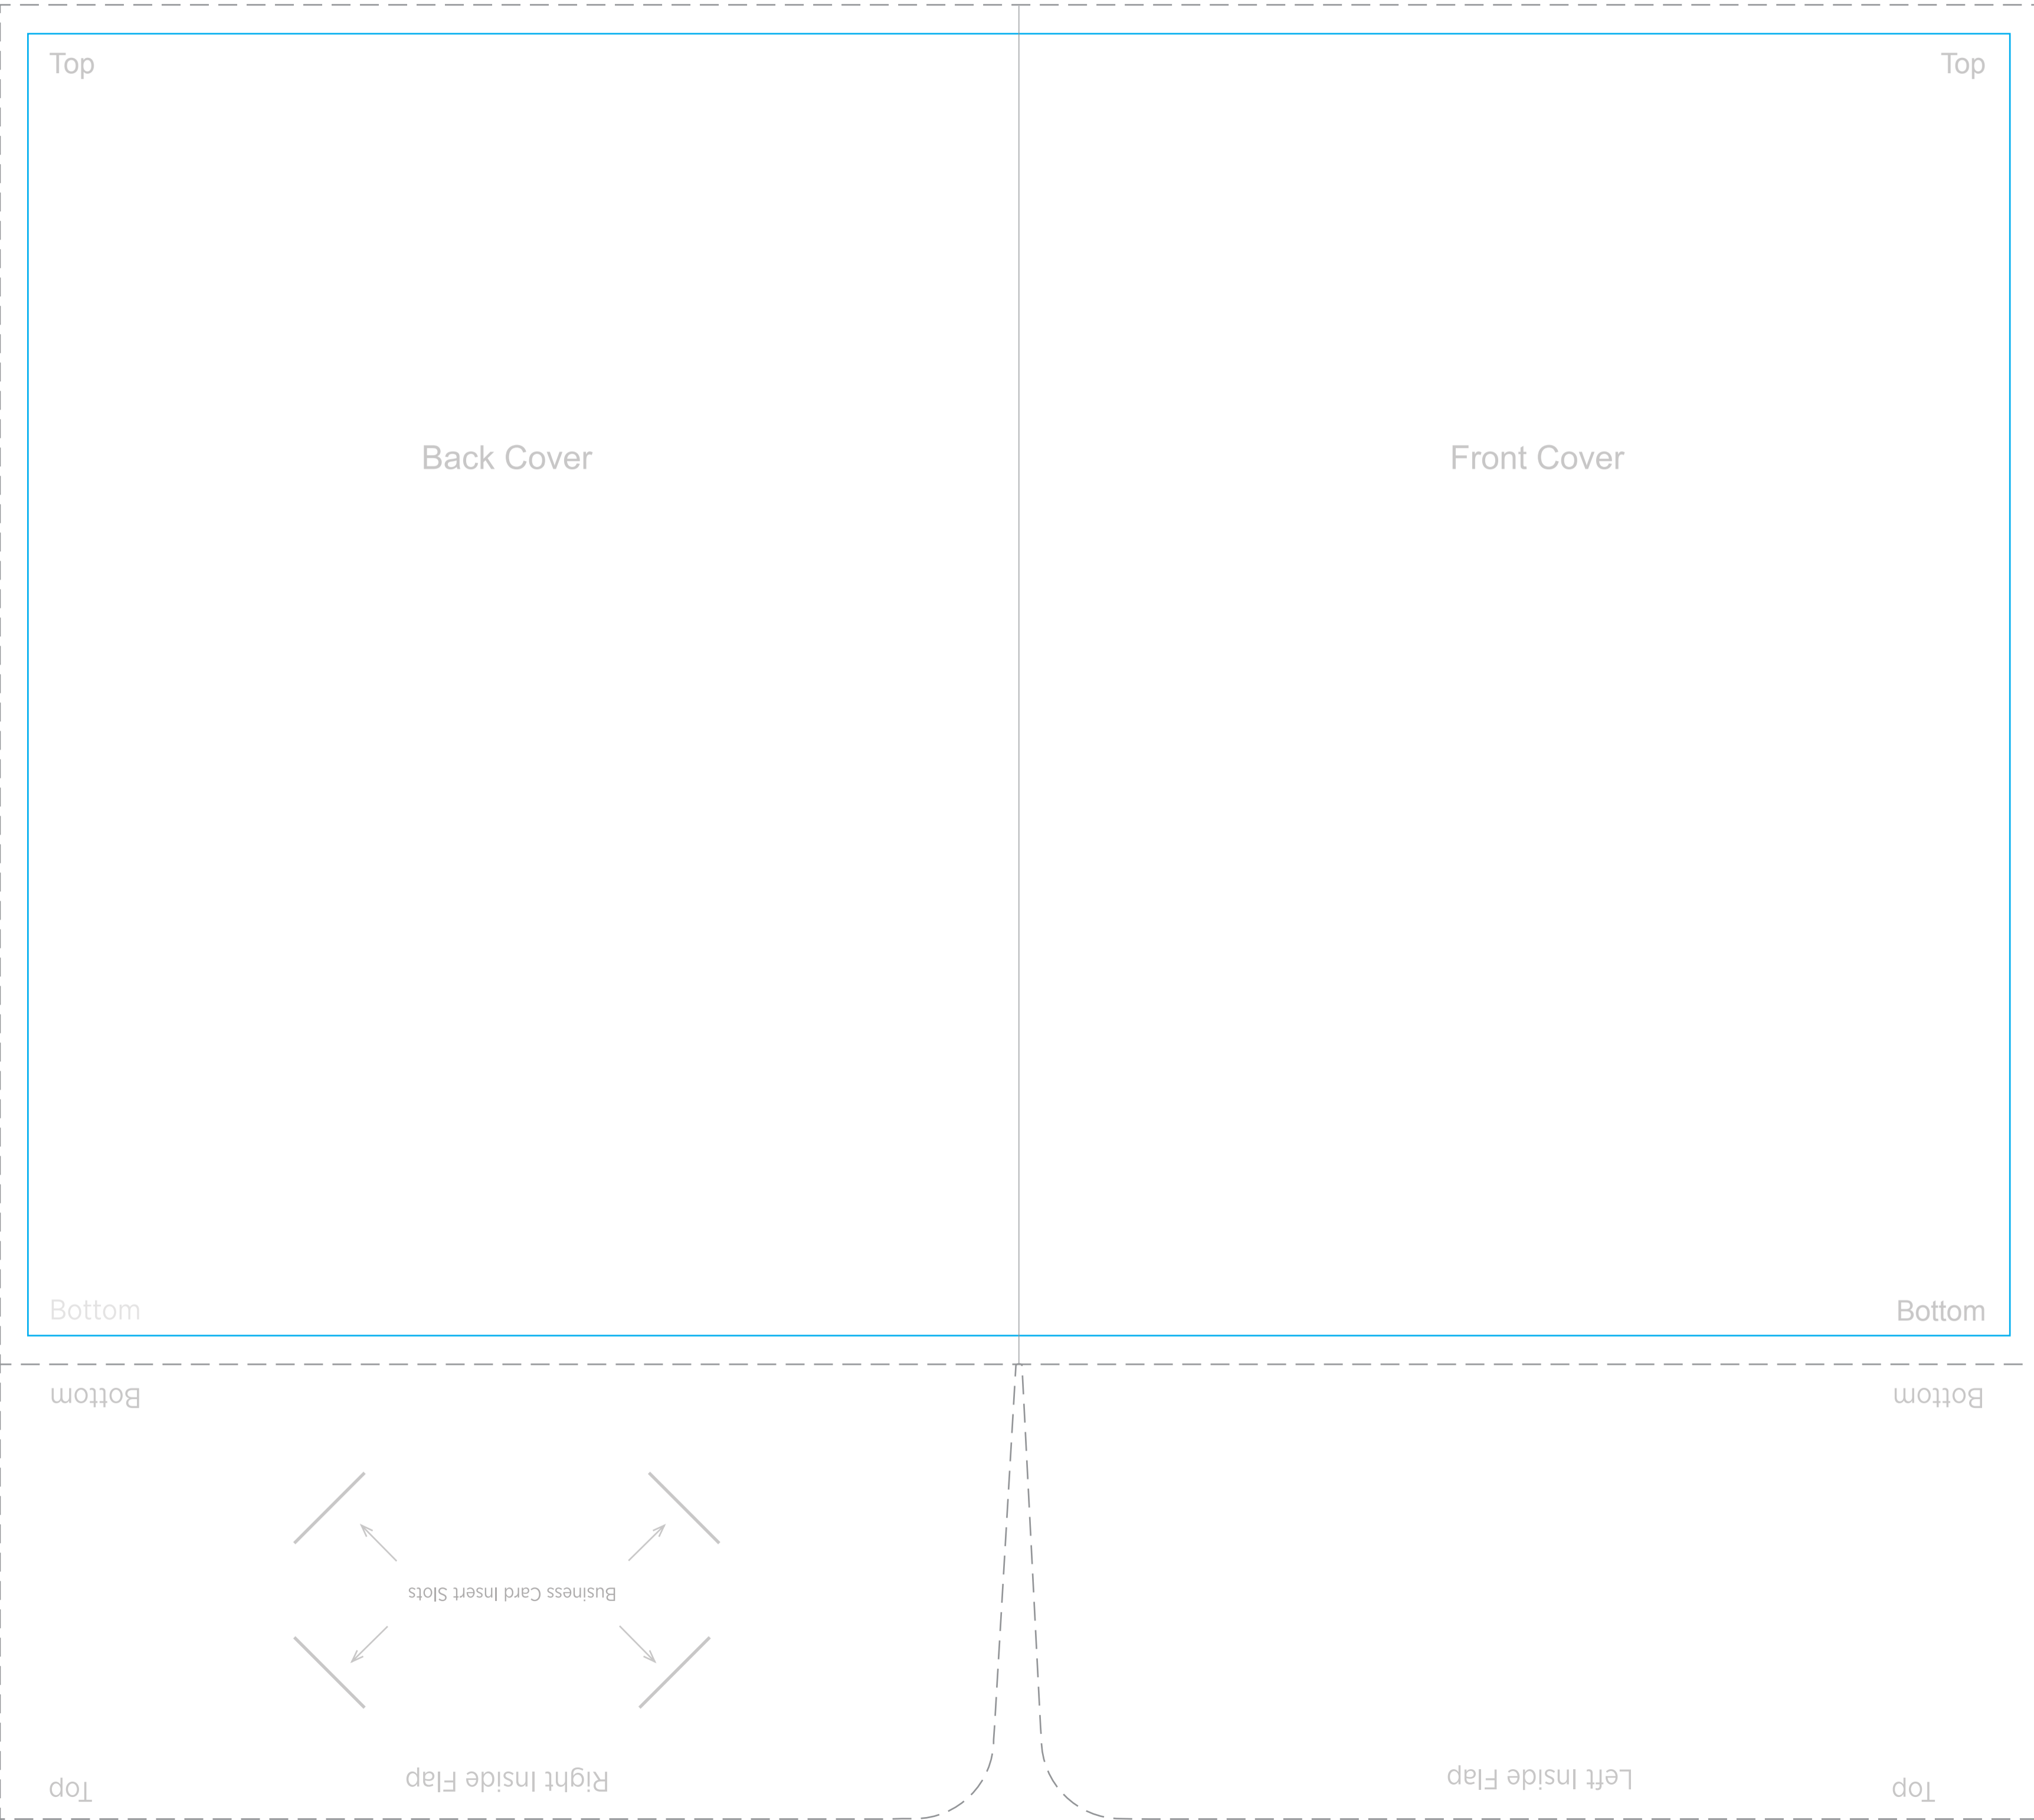 Top
Top
Back Cover
Front Cover
Bottom
Bottom
Bottom
Bottom
Business Card Insert Slots
Right Inside Flap
Left Inside Flap
Top
Top